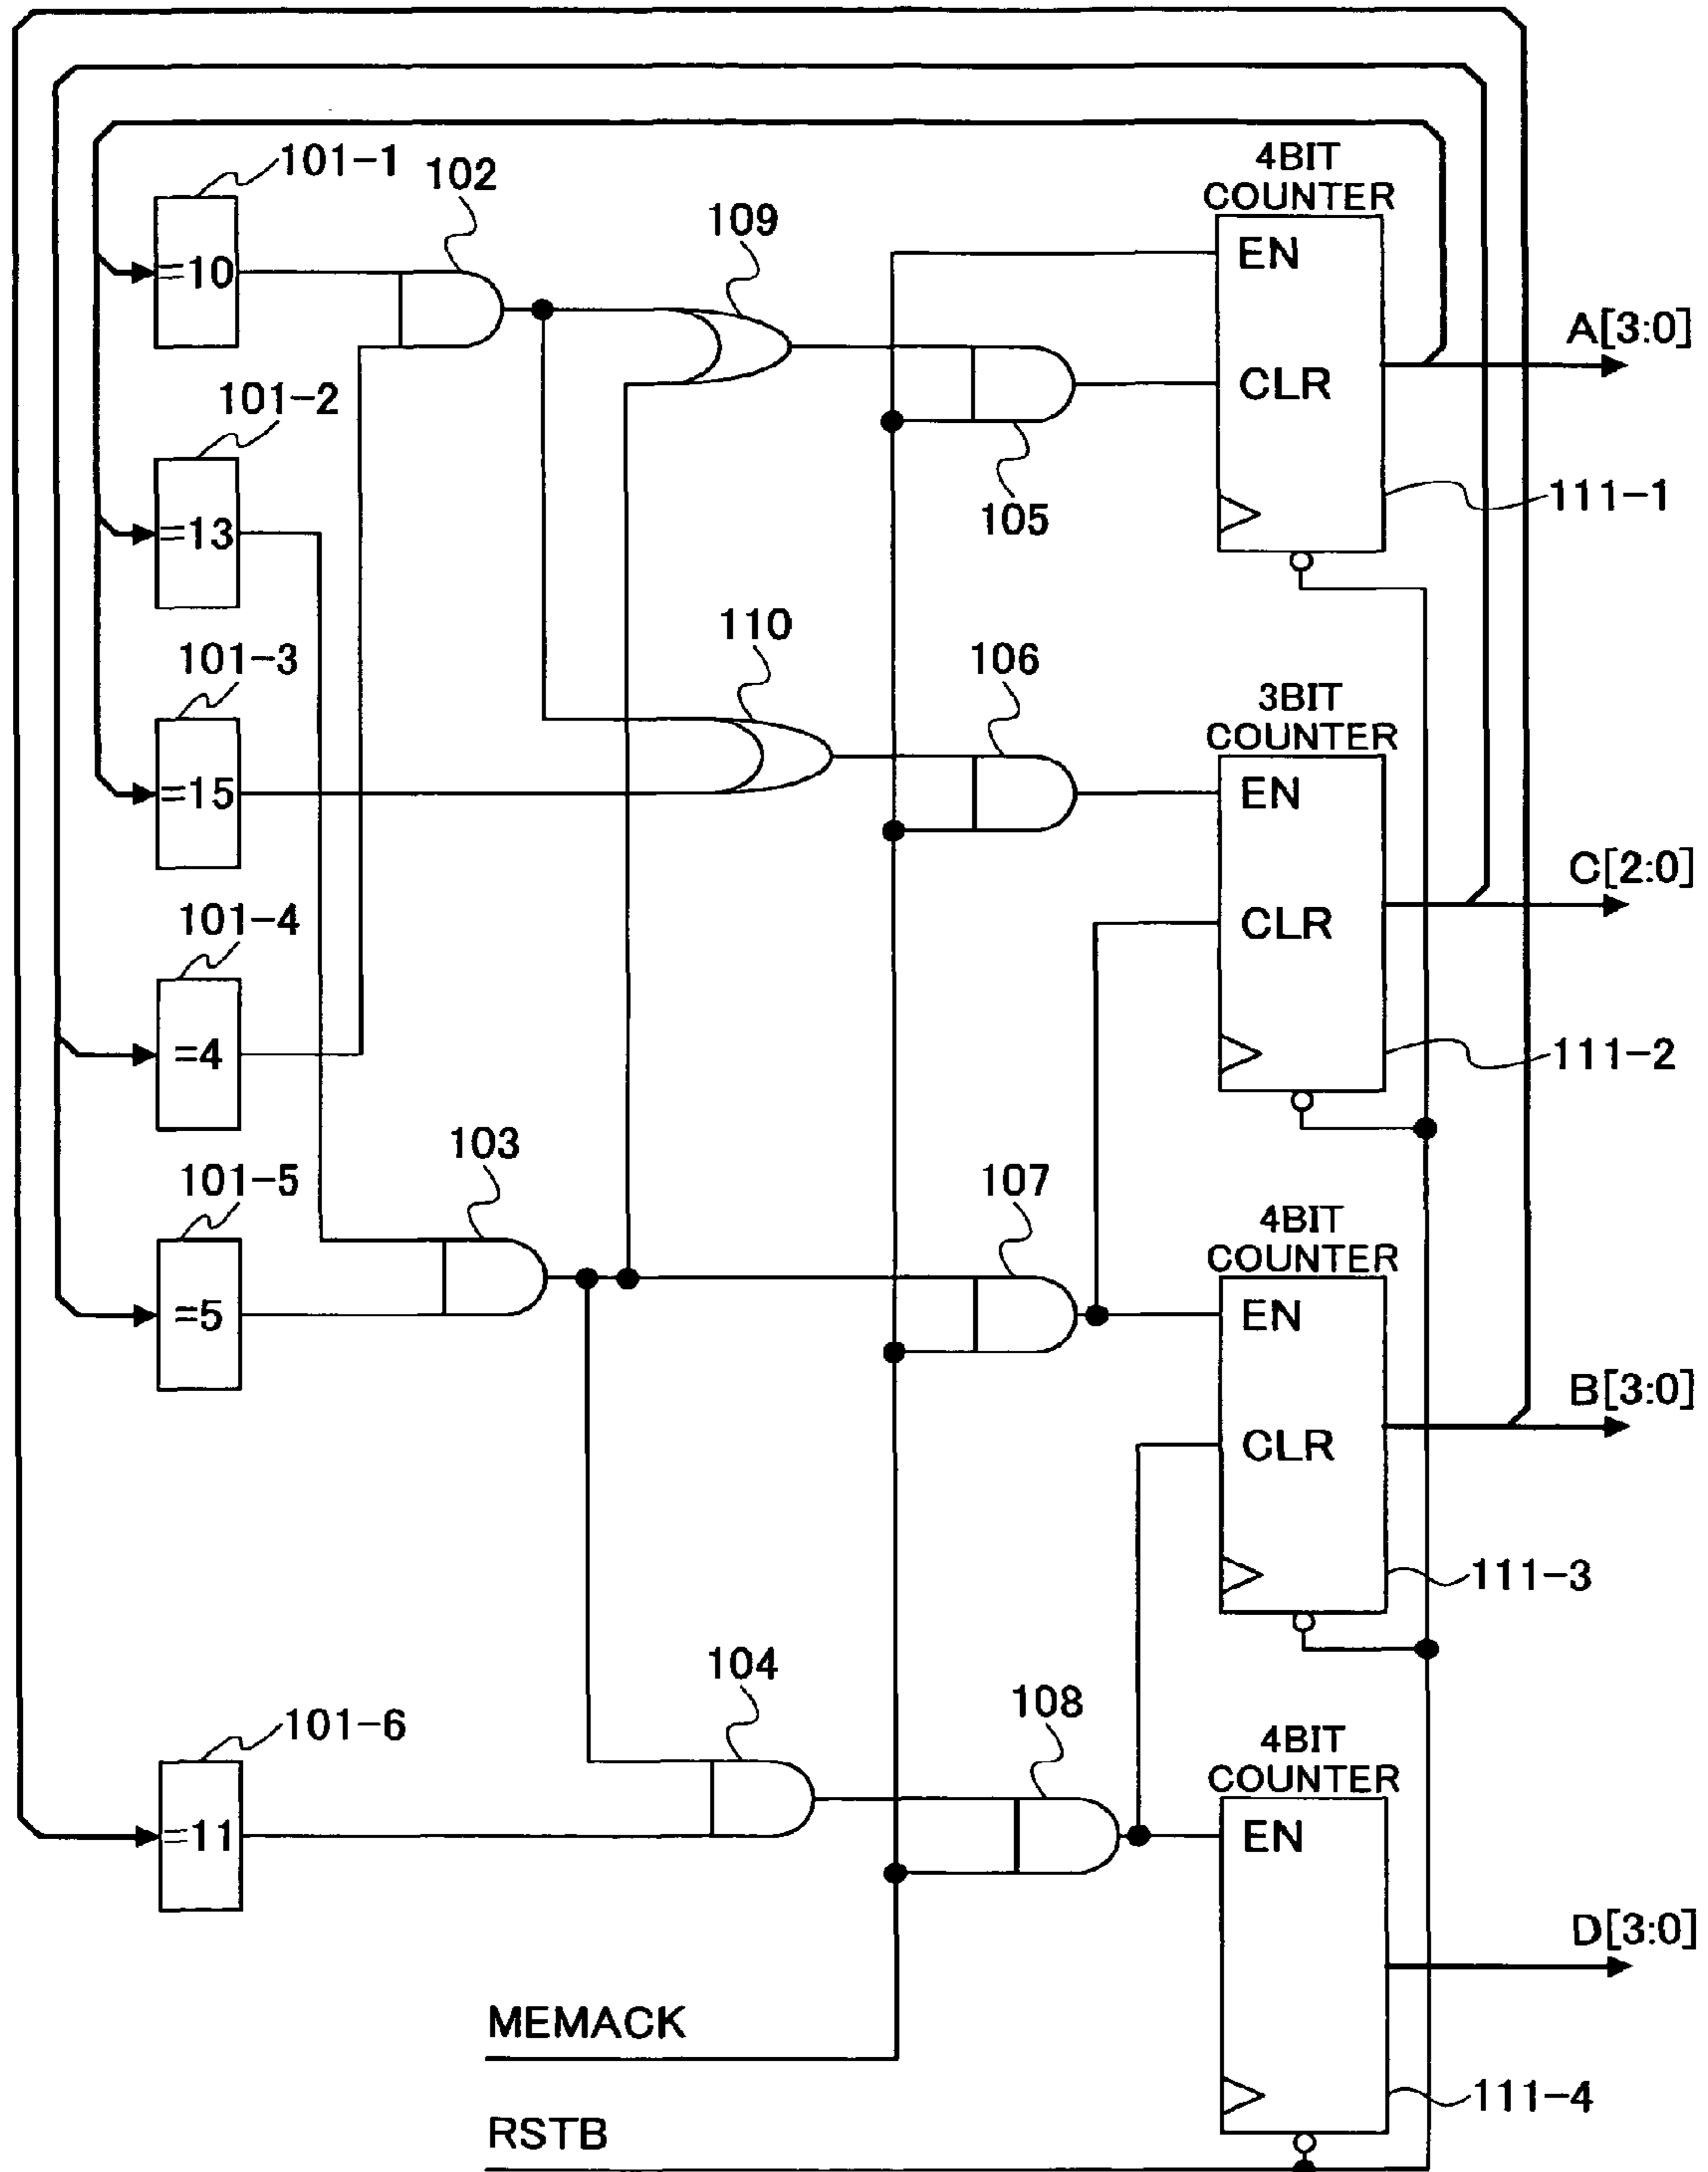 101-1
102
109
4BIT
COUNTER
EN
=10
A[3:0]
CLR
101-2
=13
105
111-1
101-3
110
106
3BIT
COUNTER
EN
=15
C[2:0]
CLR
101-4
=4
111-2
103
101-5
107
4BIT
COUNTER
EN
=5
B[3:0]
CLR
111-3
104
101-6
108
4BIT
COUNTER
EN
=11
D[3:0]
MEMACK
111-4
RSTB